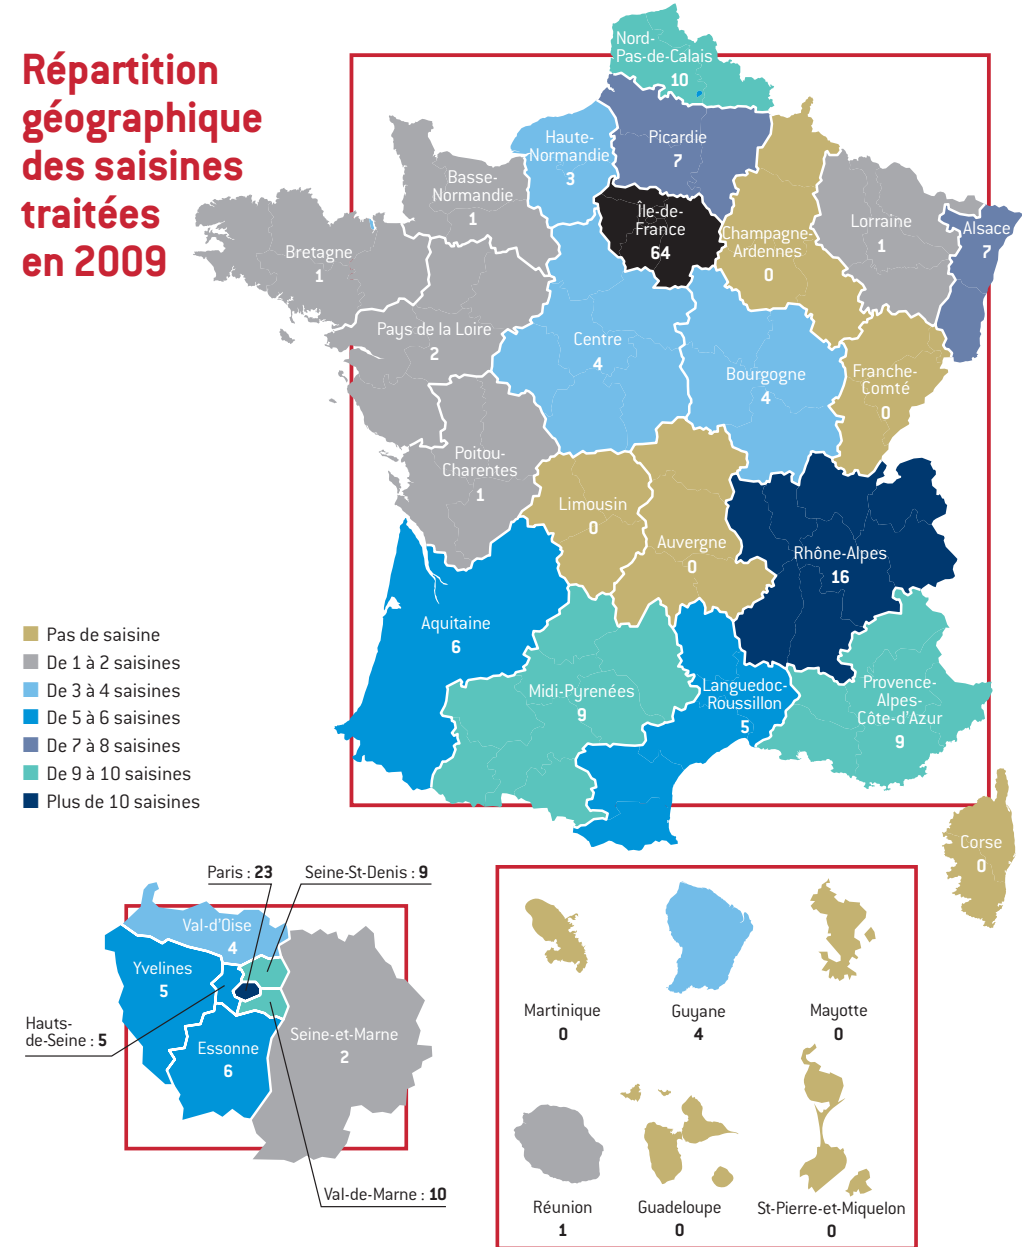 Répartition
géographique
des saisines
traitées
en 2009
Nord-
Pas-de-Calais
10
Haute-
Normandie
3
Picardie
7
Basse-
Normandie
1
Île-de-
France
64
Champagne-
Ardennes
0
Lorraine
1
Alsace
7
Bretagne
1
Pays de la Loire
2
Centre
4
Bourgogne
4
Franche-
Comté
0
Poitou-
Charentes
1
Limousin
0
Auvergne
0
Rhône-Alpes
16
Aquitaine
6
Midi-Pyrenées
9
Languedoc-
Roussillon
5
Provence-
Alpes-
Côte-d'Azur
9
Corse
0
Pas de saisine
De 1 à 2 saisines
De 3 à 4 saisines
De 5 à 6 saisines
De 7 à 8 saisines
De 9 à 10 saisines
Plus de 10 saisines
Paris : 23
Seine-St-Denis : 9
Val-d'Oise
4
Yvelines
5
Hauts-
de-Seine : 5
Essonne
6
Seine-et-Marne
2
Val-de-Marne : 10
Martinique
0
Guyane
4
Mayotte
0
Réunion
1
Guadeloupe
0
St-Pierre-et-Miquelon
0